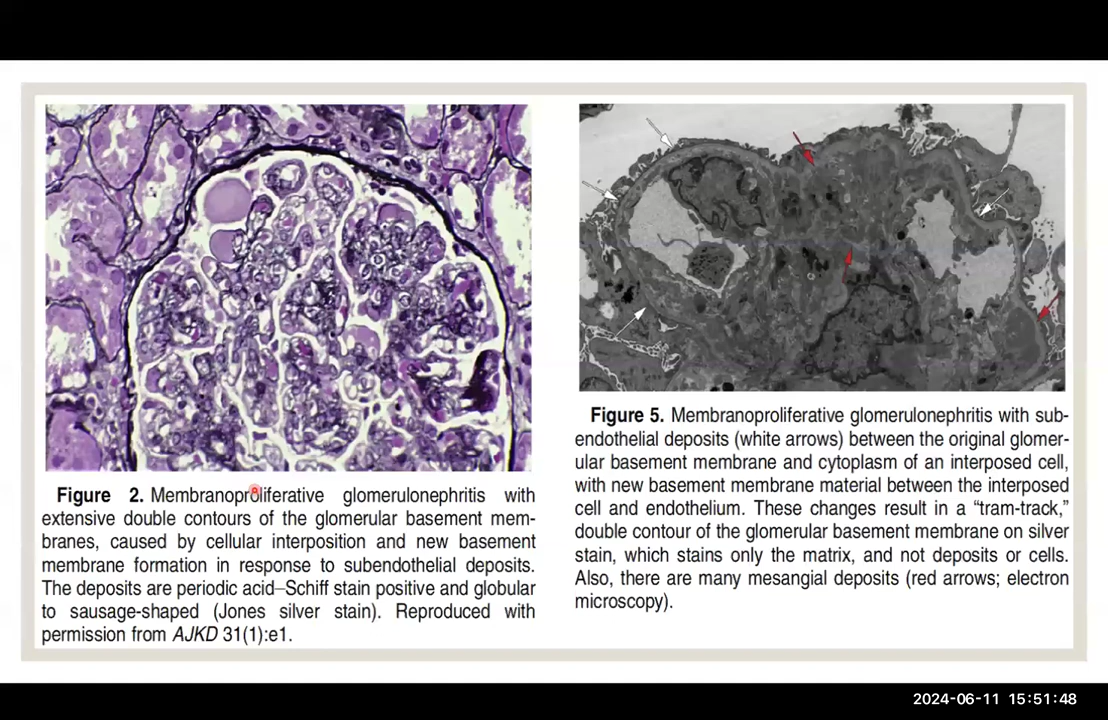 Figure 2. Membranoproliferative glomerulonephritis with
extensive double contours of the glomerular basement mem-
branes, caused by cellular interposition and new basement
membrane formation in response to subendothelial deposits.
The deposits are periodic acid–Schiff stain positive and globular
to sausage-shaped (Jones silver stain). Reproduced with
permission from AJKD 31(1):e1.
Figure 5. Membranoproliferative glomerulonephritis with sub-
endothelial deposits (white arrows) between the original glomer-
ular basement membrane and cytoplasm of an interposed cell,
with new basement membrane material between the interposed
cell and endothelium. These changes result in a “tram-track,”
double contour of the glomerular basement membrane on silver
stain, which stains only the matrix, and not deposits or cells.
Also, there are many mesangial deposits (red arrows; electron
microscopy).
2024-06-11 15:51:48